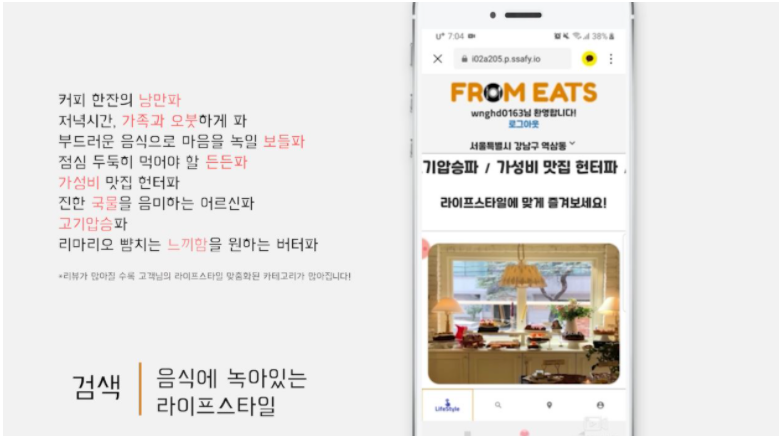 커피 한잔의 낭만파
저녁시간, 가족과 오붓하게 파
부드러운 음식으로 마음을 녹일 보들파
점심 두둑히 먹어야 할 든든파
가성비 맛집 헌터파
진한 국물을 음미하는 어르신파
고기압승파
리마리오 뺨치는 느끼함을 원하는 버터파
*리뷰가 많아질 수록 고객님의 라이프스타일 맞춤화된 카테고리가 많아집니다!
검색
음식에 녹아있는
라이프스타일
U+ 7:04
38%
i02a205.p.ssafy.io
FROM EATS
wnghd0163님 환영합니다!
로그아웃
서울특별시 강남구 역삼동
기압승파 / 가성비 맛집 헌터파 /
라이프스타일에 맞게 즐겨보세요!
LifeStyle